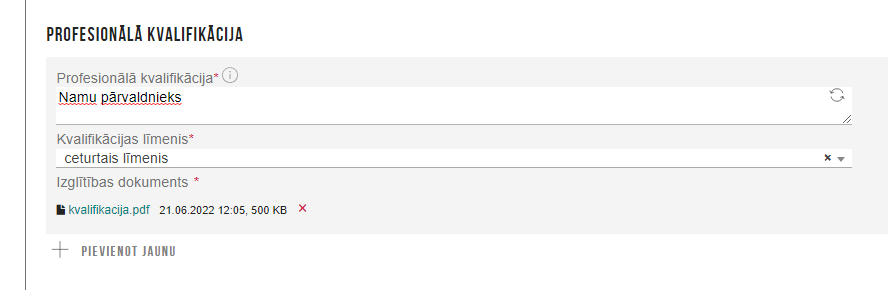 PROFESIONĀLĀ KVALIFIKĀCIJA
Profesionālā kvalifikācija*
Namu pārvaldnieks
Kvalifikācijas līmenis*
ceturtais līmenis
Izglītības dokuments *
kvalifikacija.pdf 21.06.2022 12:05, 500 KB
PIEVIENOT JAUNU